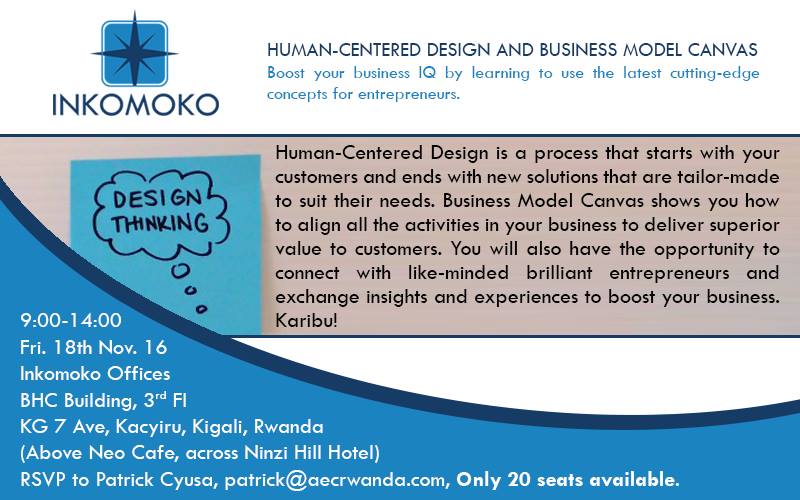 INKOMOKO
HUMAN-CENTERED DESIGN AND BUSINESS MODEL CANVAS
Boost your business IQ by learning to use the latest cutting-edge
concepts for entrepreneurs.
DESIGN
THINKING
Human-Centered Design is a process that starts with your
customers and ends with new solutions that are tailor-made
to suit their needs. Business Model Canvas shows you how
to align all the activities in your business to deliver superior
value to customers. You will also have the opportunity to
connect with like-minded brilliant entrepreneurs and
exchange insights and experiences to boost your business.
Karibu!
9:00-14:00
Fri. 18th Nov. 16
Inkomoko Offices
BHC Building, 3rd Fl
KG 7 Ave, Kacyiru, Kigali, Rwanda
(Above Neo Cafe, across Ninzi Hill Hotel)
RSVP to Patrick Cyusa, patrick@aecrwanda.com, Only 20 seats available.